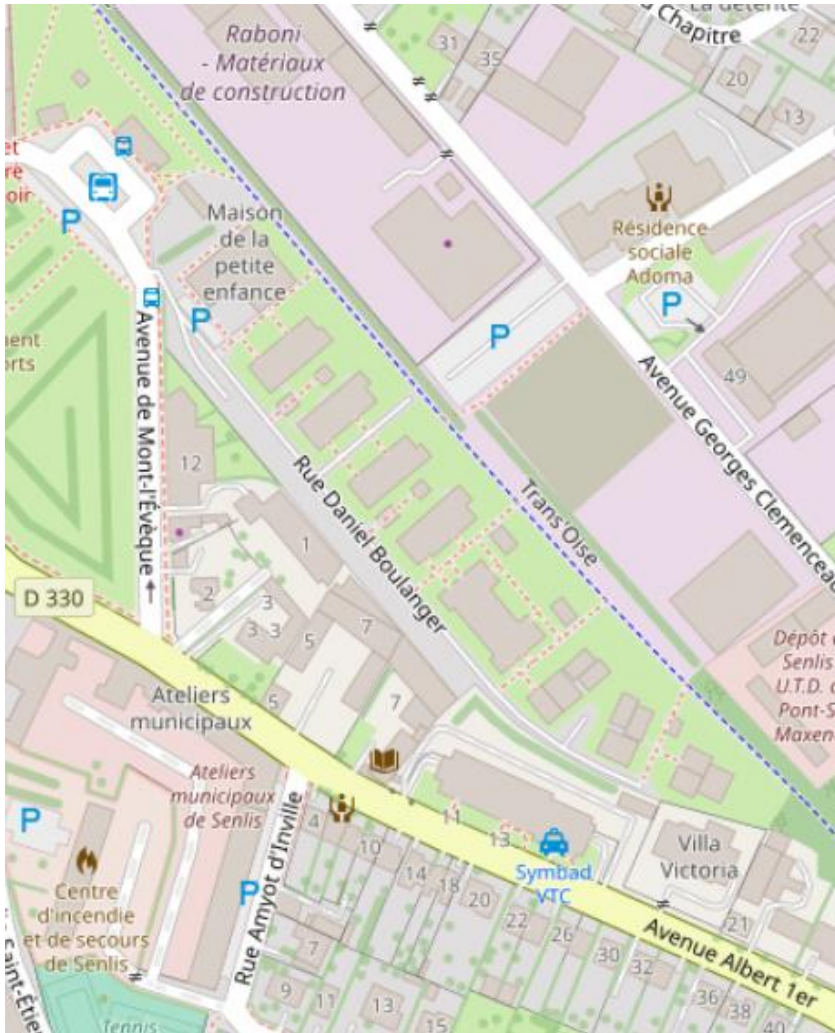 La détente
Chapitre
22
31
35
20
13
Raboni
- Matériaux
de construction
et
oir
P
Maison
de la
petite
enfance
P
Résidence
sociale
Adoma
P
P
49
Avenue Georges Clemenceau
Avenue de Mont-l'Évêque
12
Rue Daniel Boulanger
Trans'Oise
1
2
3
3
3
5
7
7
5
D 330
Dépôt
Senlis
U.T.D.
Pont-S
Maxen
Ateliers
municipaux
Ateliers
municipaux
de Senlis
P
Centre
d'incendie
et de secours
de Senlis
P
Rue Amyot d'Inville
4
10
14
18
20
22
26
30
32
36
38
40
11
13
Symbad
VTC
Villa
Victoria
21
Avenue Albert 1er
7
9
11
13
15
Tennis
Saint-Étie